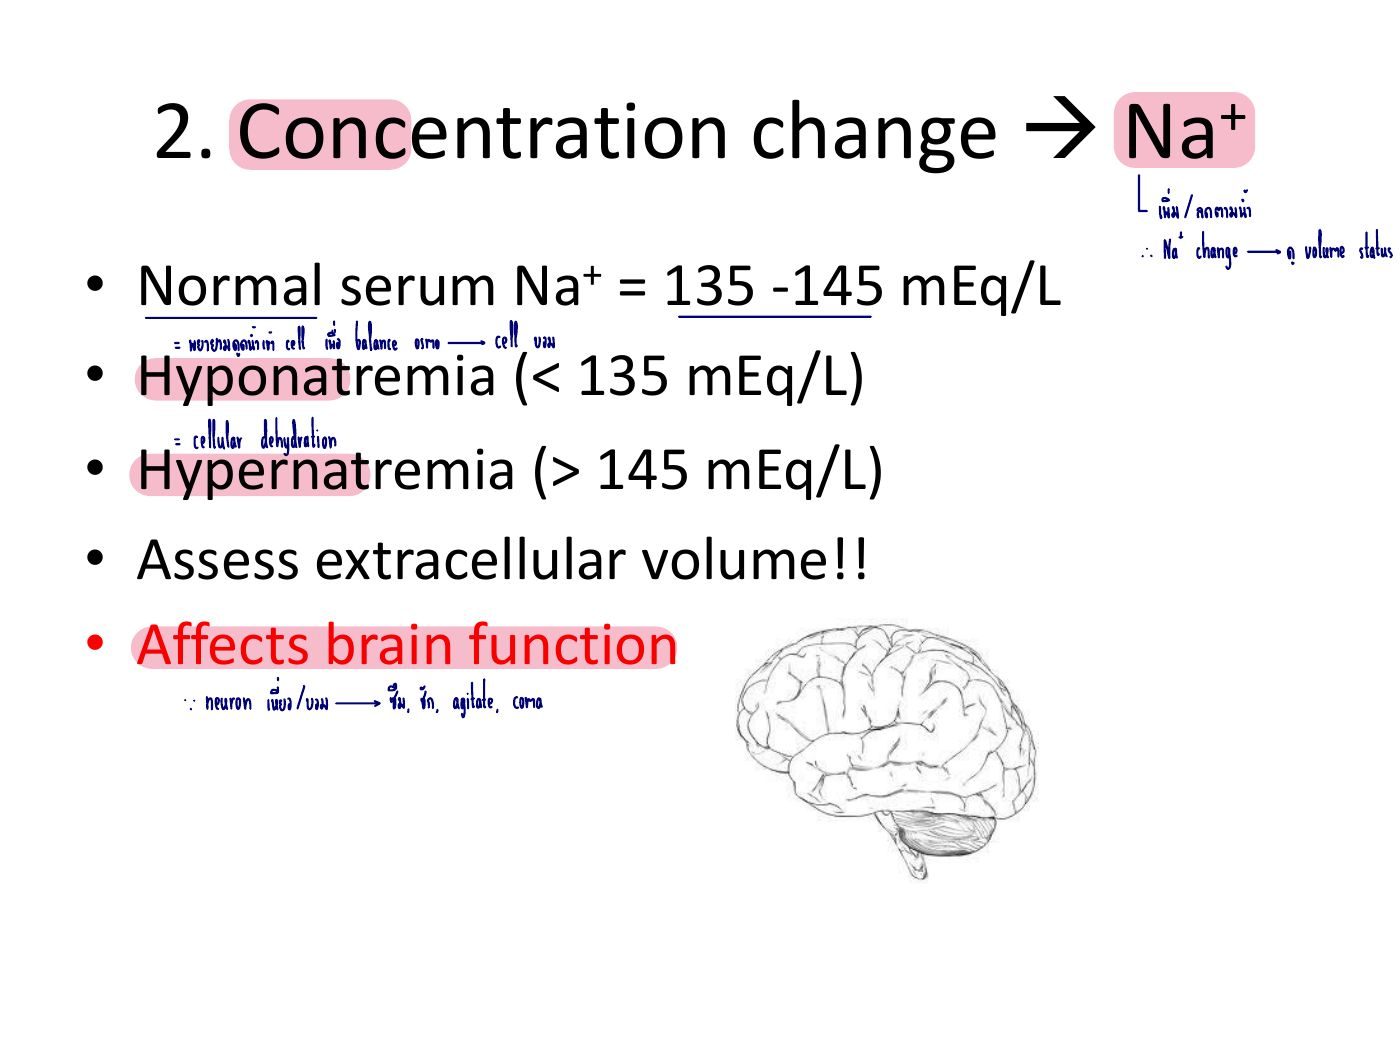 2. Concentration change → Na⁺
เพิ่ม/ลดตามน้ำ
∴ Na⁺ change → ดู volume status
• Normal serum Na⁺ = 135 -145 mEq/L
= พยายามดูดน้ำเข้า cell เพื่อ balance osmo → cell บวม
• Hyponatremia (< 135 mEq/L)
= cellular dehydration
• Hypernatremia (> 145 mEq/L)
• Assess extracellular volume!!
• Affects brain function
∵ neuron เหี่ยว/บวม → ซึม, ชัก, agitate, coma